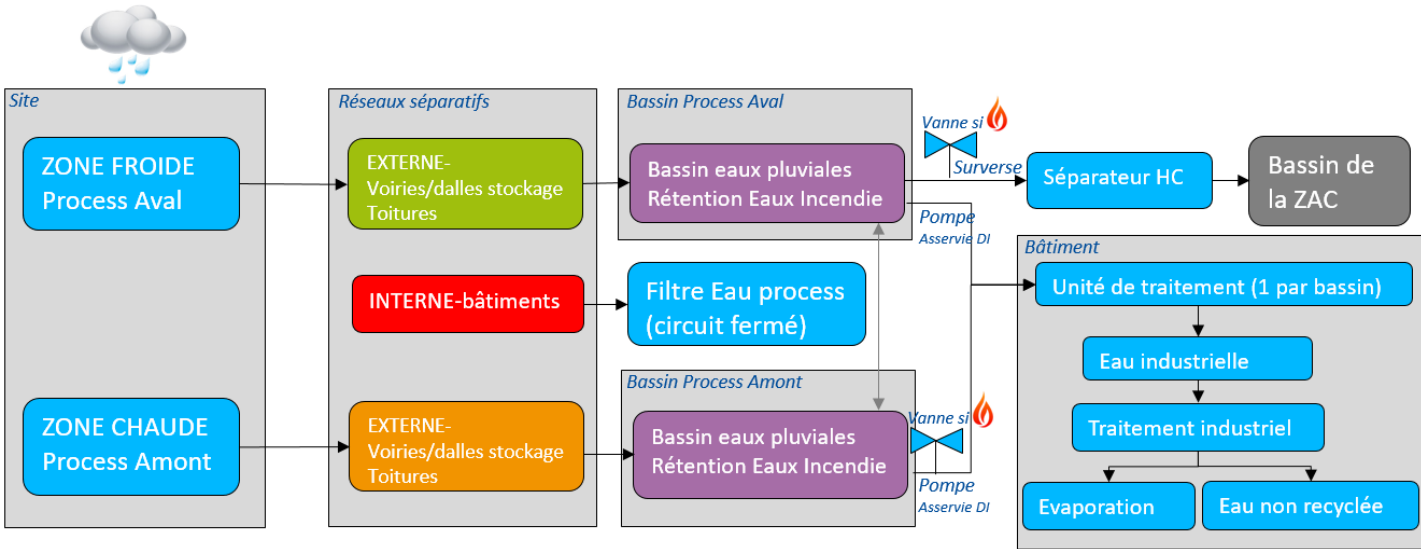 Site
ZONE FROIDE
Process Aval
ZONE CHAUDE
Process Amont
Réseaux séparatifs
EXTERNE-
Voiries/dalles stockage
Toitures
INTERNE-bâtiments
EXTERNE-
Voiries/dalles stockage
Toitures
Bassin Process Aval
Bassin eaux pluviales
Rétention Eaux Incendie
Filtre Eau process
(circuit fermé)
Bassin Process Amont
Bassin eaux pluviales
Rétention Eaux Incendie
Vanne si
Surverse
Pompe
Asservie DI
Vanne si
Pompe
Asservie DI
Séparateur HC
Bassin de
la ZAC
Bâtiment
Unité de traitement (1 par bassin)
Eau industrielle
Traitement industriel
Evaporation
Eau non recyclée